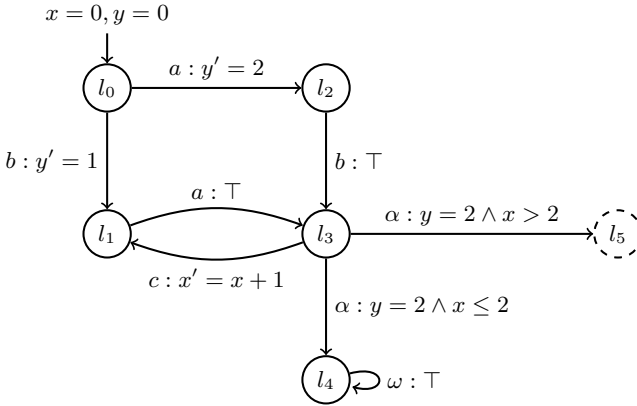 x = 0, y = 0
l₀
a : y′ = 2
l₂
b : y′ = 1
b : ⊤
a : ⊤
α : y = 2 ∧ x > 2
l₁
l₃
l₅
c : x′ = x + 1
α : y = 2 ∧ x ≤ 2
l₄
ω : ⊤